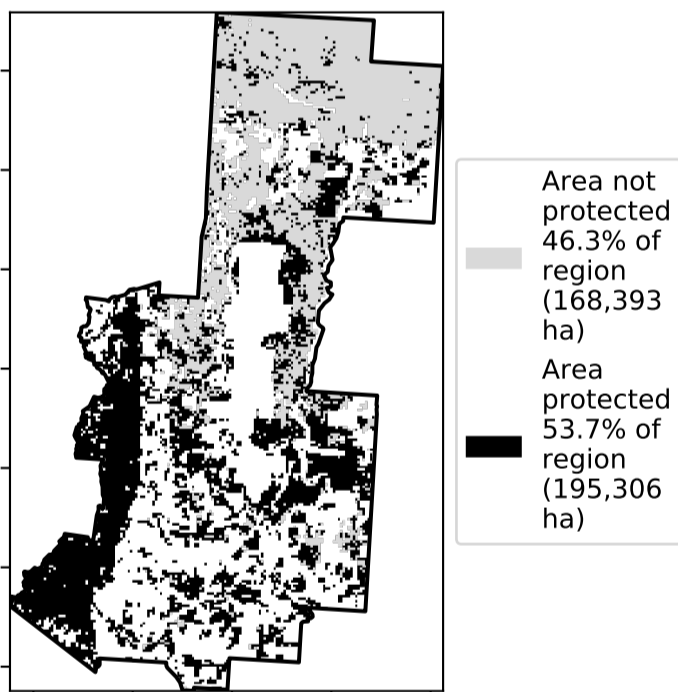 Area not
protected
46.3% of
region
(168,393
ha)
Area
protected
53.7% of
region
(195,306
ha)